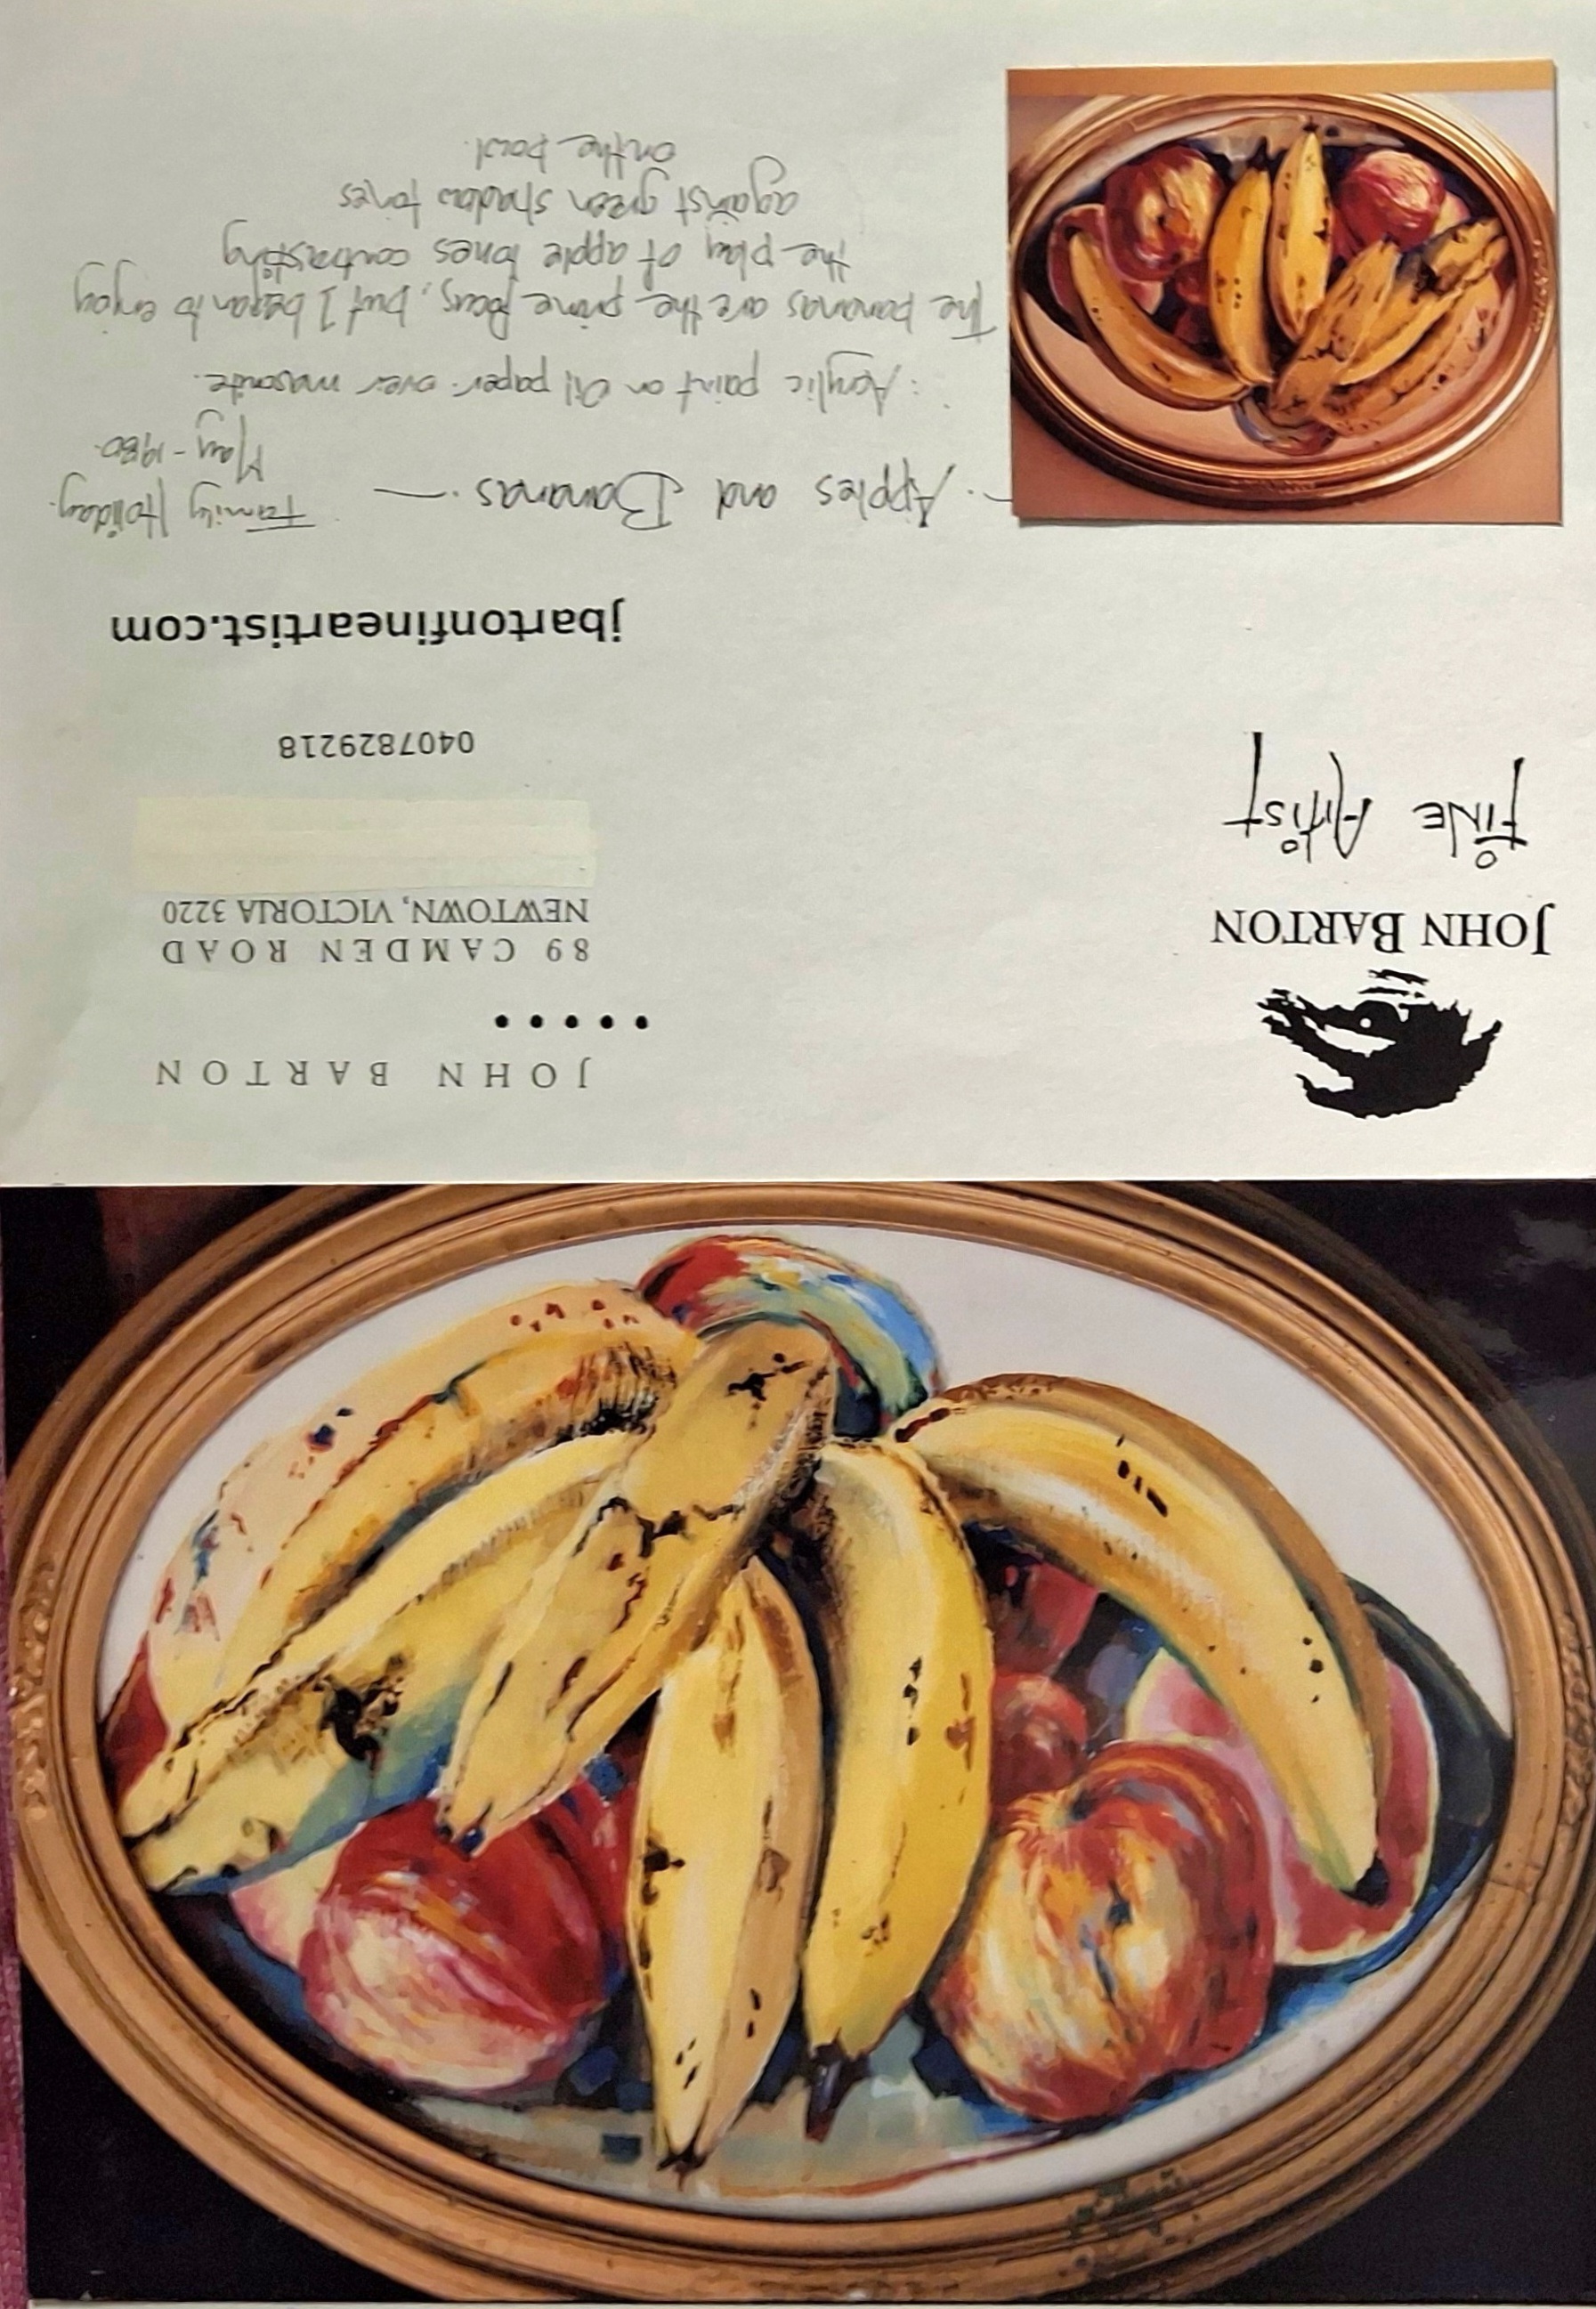 JOHN BARTON
• • • • •
89 CAMDEN ROAD
NEWTOWN, VICTORIA 3220
0407829218
jbartonfineartist.com
JOHN BARTON
FINE Artist
Apples and Bananas. — Family Holiday.
May - 1980.
: Acrylic paint on Oil paper over masonite.
The bananas are the prime focus, but I began to enjoy
the play of apple tones contrasting
against green shadow tones
on the bowl.